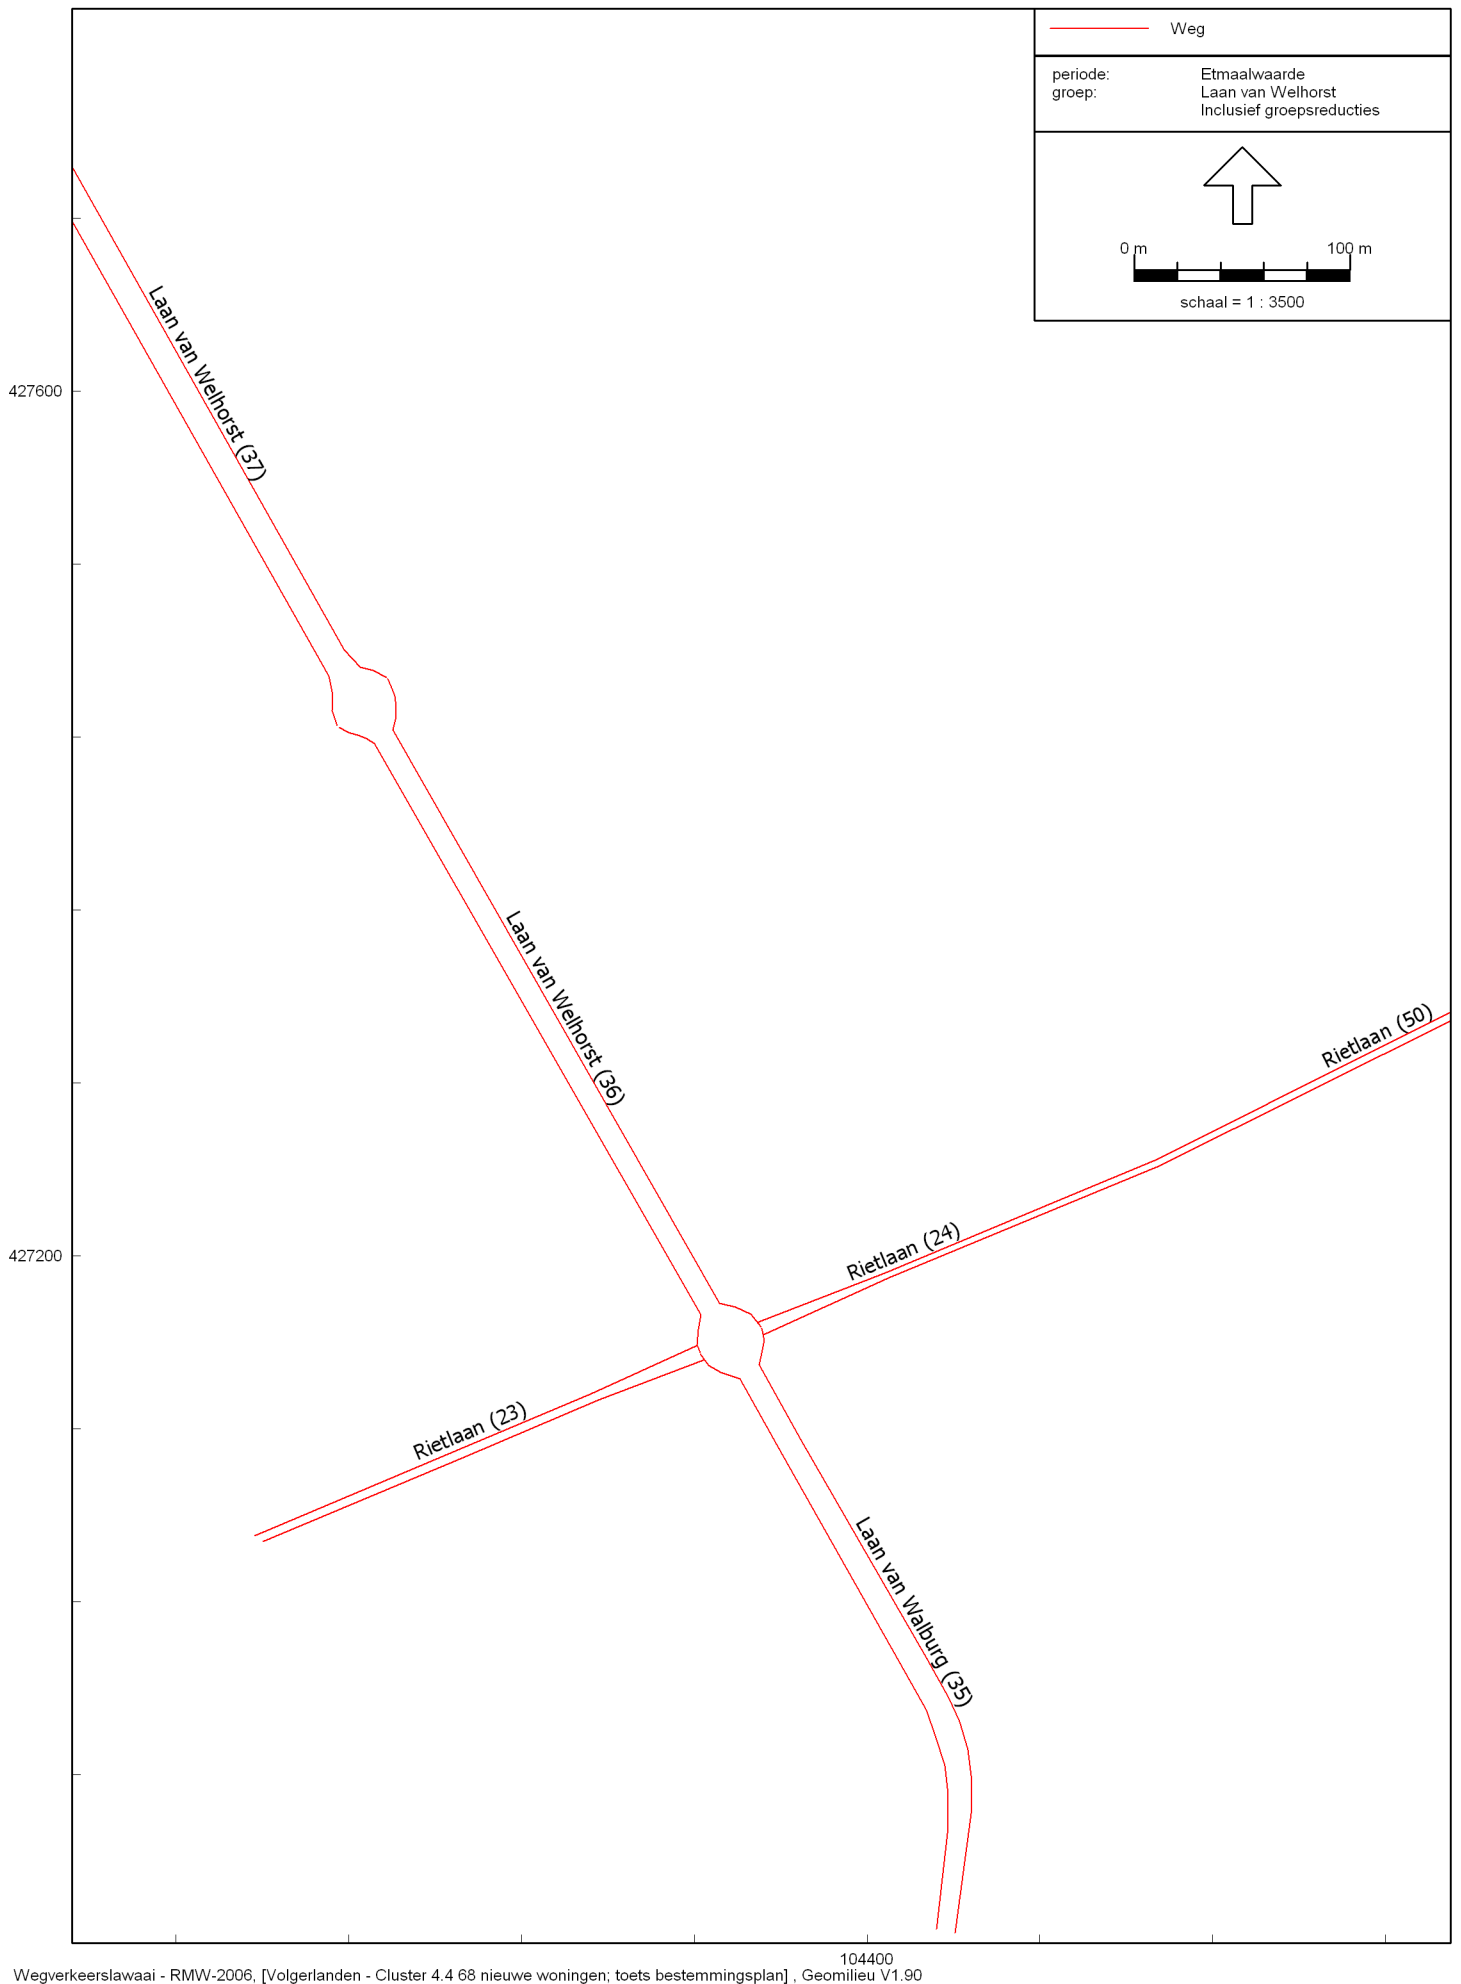 Weg
periode: Etmaalwaarde
groep: Laan van Welhorst
Inclusief groepsreducties
0 m 100 m
schaal = 1 : 3500
Laan van Welhorst (37)
427600
Laan van Welhorst (36)
Rietlaan (50)
Rietlaan (24)
427200
Rietlaan (23)
Laan van Walburg (35)
104400
Wegverkeerslawaai - RMW-2006, [Volgerlanden - Cluster 4.4 68 nieuwe woningen; toets bestemmingsplan] , Geomilieu V1.90